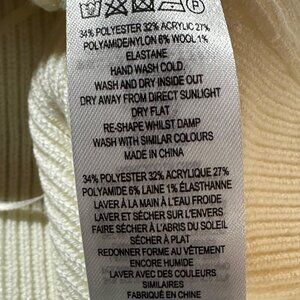 34% POLYESTER 32% ACRYLIC 27%
POLYAMIDE/NYLON 6% WOOL 1%
ELASTANE
HAND WASH COLD
WASH AND DRY INSIDE OUT
DRY AWAY FROM DIRECT SUNLIGHT
DRY FLAT
RE-SHAPE WHILST DAMP
WASH WITH SIMILAR COLOURS
MADE IN CHINA
34% POLYESTER 32% ACRYLIQUE 27%
POLYAMIDE 6% LAINE 1% ÉLASTHANNE
LAVER À LA MAIN À L'EAU FROIDE
LAVER ET SÉCHER SUR L'ENVERS
FAIRE SÉCHER À L'ABRIS DU SOLEIL
SÉCHER À PLAT
REDONNER FORME AU VÊTEMENT
ENCORE HUMIDE
LAVER AVEC DES COULEURS
SIMILAIRES
FABRIQUÉ EN CHINE